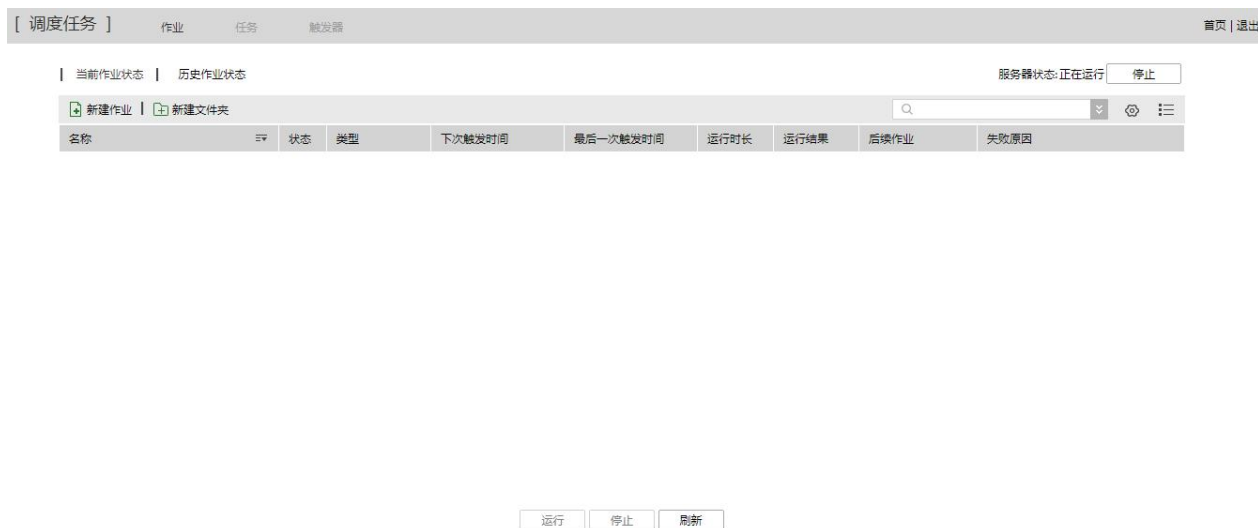 [ 调度任务 ] 作业 任务 触发器 首页 | 退出
当前作业状态 历史作业状态 服务器状态:正在运行 停止
新建作业 新建文件夹
名称 状态 类型 下次触发时间 最后一次触发时间 运行时长 运行结果 后续作业 失败原因
运行 停止 刷新